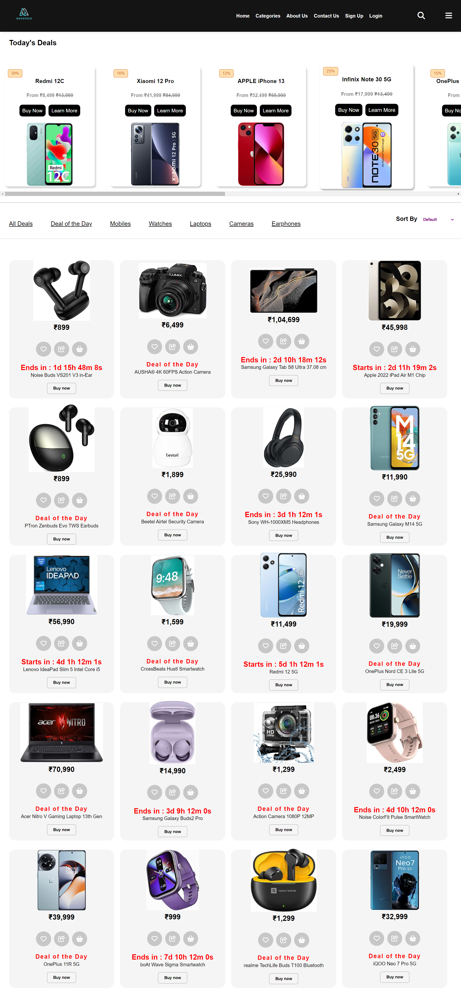 NOVOTECH
Home Categories About Us Contact Us Sign Up Login
Today's Deals
39%
Redmi 12C
From ₹8,499 ₹13,999
Buy Now Learn More
Redmi
12C
16%
Xiaomi 12 Pro
From ₹41,999 ₹84,999
Buy Now Learn More
xiaomi 12 Pro | 5G
12%
APPLE iPhone 13
From ₹52,499 ₹59,900
Buy Now Learn More
25%
Infinix Note 30 5G
From ₹17,999 ₹13,499
Buy Now Learn More
NOTE30 5G
All-Round FastCharge
15%
OnePlus
From
Buy No
All Deals Deal of the Day Mobiles Watches Laptops Cameras Earphones
Sort By Default
₹899
Ends in : 1d 15h 48m 8s
Noise Buds VS201 V3 in-Ear
Buy now
LUMIX
G
₹6,499
Deal of the Day
AUSHA® 4K 60FPS Action Camera
Buy now
₹1,04,699
Ends in : 2d 10h 18m 12s
Samsung Galaxy Tab S8 Ultra 37.08 cm
Buy now
₹45,998
Starts in : 2d 11h 19m 2s
Apple 2022 iPad Air M1 Chip
Buy now
₹899
Deal of the Day
PTron Zenbuds Evo TWS Earbuds
Buy now
beetel
₹1,899
Deal of the Day
Beetel Airtel Security Camera
Buy now
SONY
₹25,990
Ends in : 3d 1h 12m 1s
Sony WH-1000XM5 Headphones
Buy now
M
14
5G
SAMSUNG
₹11,990
Deal of the Day
Samsung Galaxy M14 5G
Buy now
Gaming
Grade
CPU
Lenovo
IDEAPAD
intel
CORE
₹56,990
Starts in : 4d 1h 12m 1s
Lenovo IdeaPad Slim 5 Intel Core i5
Buy now
9:48
₹1,599
Deal of the Day
CrossBeats Hustl Smartwatch
Buy now
Redmi 12 5G
₹11,499
Starts in : 5d 1h 12m 1s
Redmi 12 5G
Buy now
Never
Settle
₹19,999
Deal of the Day
OnePlus Nord CE 3 Lite 5G
Buy now
acer NITRO
₹70,990
Deal of the Day
Acer Nitro V Gaming Laptop 13th Gen
Buy now
₹14,990
Ends in : 3d 9h 12m 0s
Samsung Galaxy Buds2 Pro
Buy now
HD
1080p
₹1,299
Deal of the Day
Action Camera 1080P 12MP
Buy now
08:36
noise
₹2,499
Ends in : 4d 10h 12m 0s
Noise ColorFit Pulse SmartWatch
Buy now
Never
Settle
₹39,999
Deal of the Day
OnePlus 11R 5G
Buy now
₹999
Ends in : 7d 10h 12m 0s
boAt Wave Sigma Smartwatch
Buy now
realme TechLife
₹1,299
Deal of the Day
realme TechLife Buds T100 Bluetooth
Buy now
iQOO
Neo7
Pro 5G
NEO
₹32,999
Deal of the Day
iQOO Neo 7 Pro 5G
Buy now